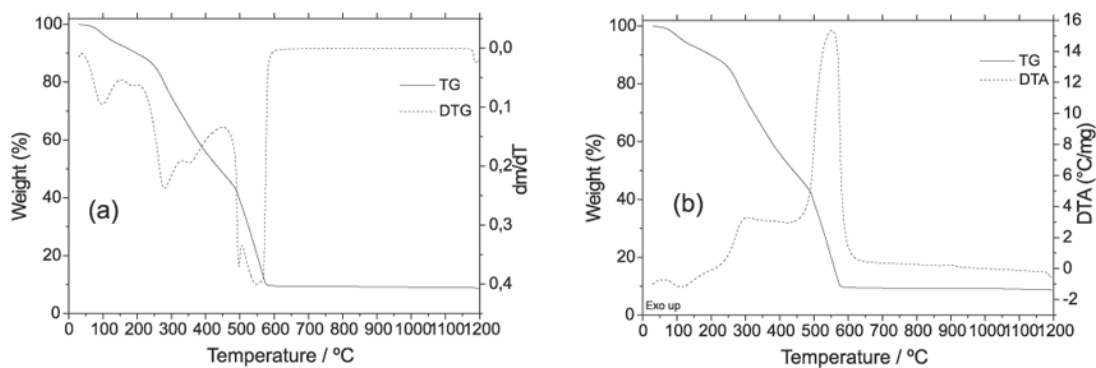 100
80
60
40
20
0
Weight (%)
TG
DTG
(a)
0,0
0,1
0,2
0,3
0,4
dm/dT
0 100 200 300 400 500 600 700 800 900 1000 1100 1200
Temperature / ºC
100
80
60
40
20
0
Weight (%)
TG
DTA
(b)
Exo up
16
14
12
10
8
6
4
2
0
-2
DTA (°C/mg)
0 100 200 300 400 500 600 700 800 900 1000 1100 1200
Temperature / ºC